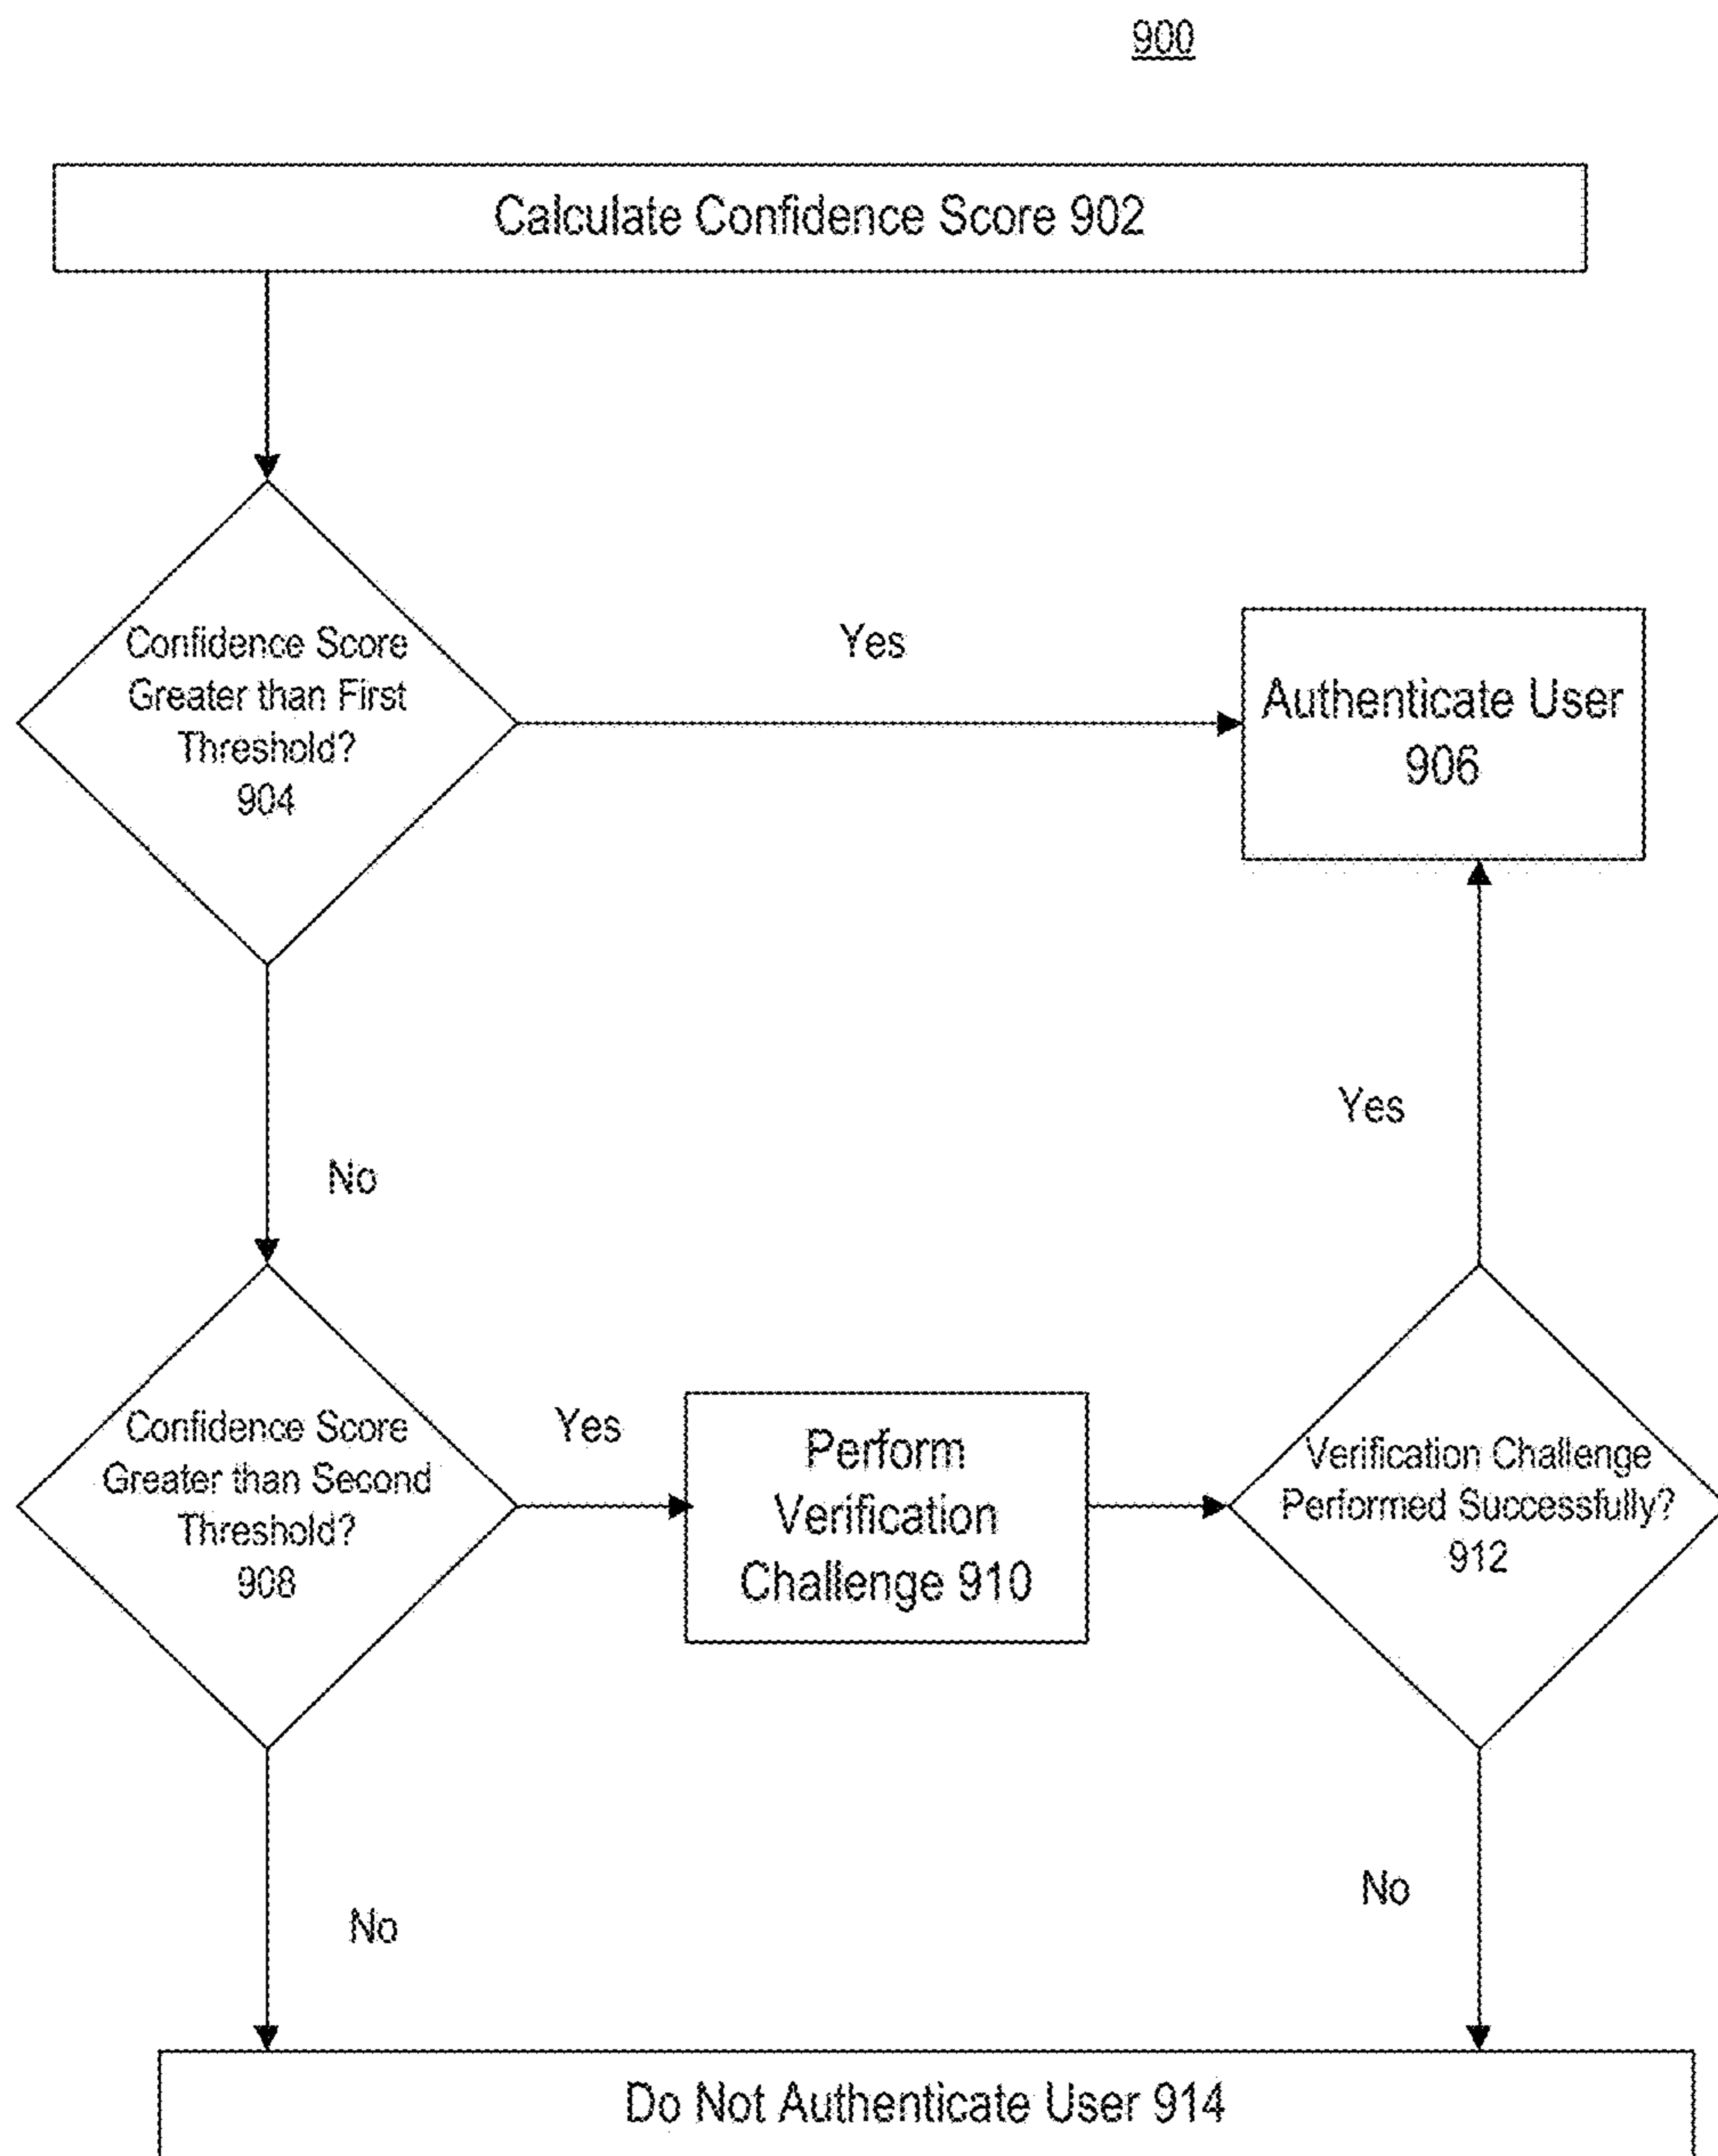 900
Calculate Confidence Score 902
Confidence Score
Greater than First
Threshold?
904
Yes
Authenticate User
906
No
Yes
Confidence Score
Greater than Second
Threshold?
908
Yes
Perform
Verification
Challenge 910
Verification Challenge
Performed Successfully?
912
No
No
Do Not Authenticate User 914